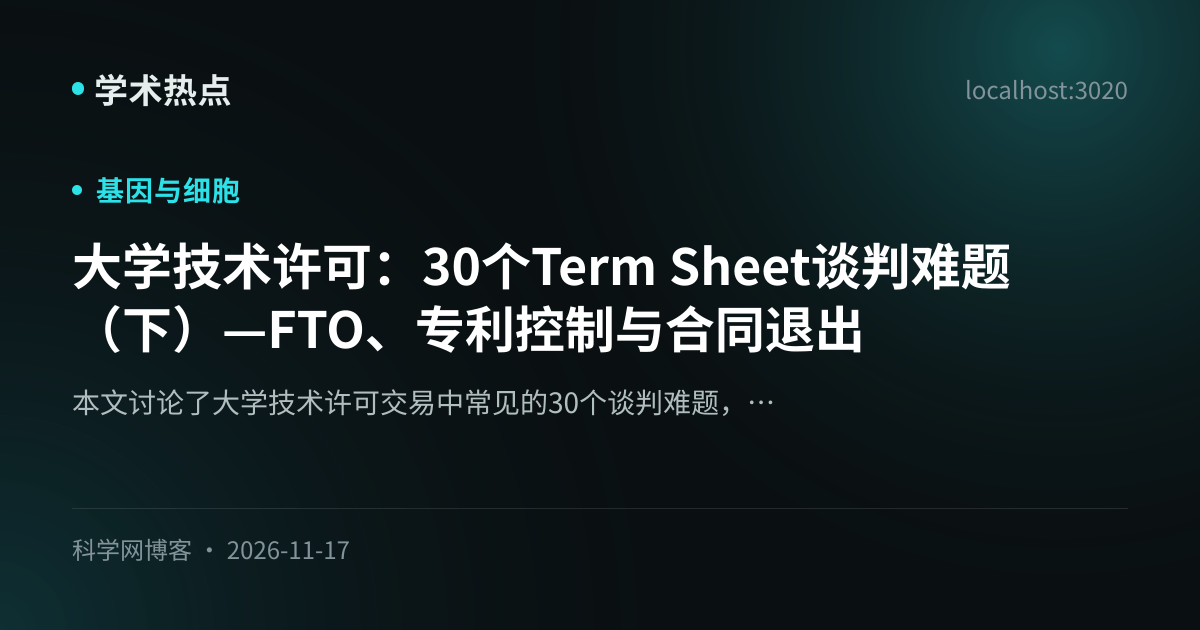 学术热点
localhost:3020
基因与细胞
大学技术许可：30个Term Sheet谈判难题
（下）—FTO、专利控制与合同退出
本文讨论了大学技术许可交易中常见的30个谈判难题，…
科学网博客 · 2026-11-17